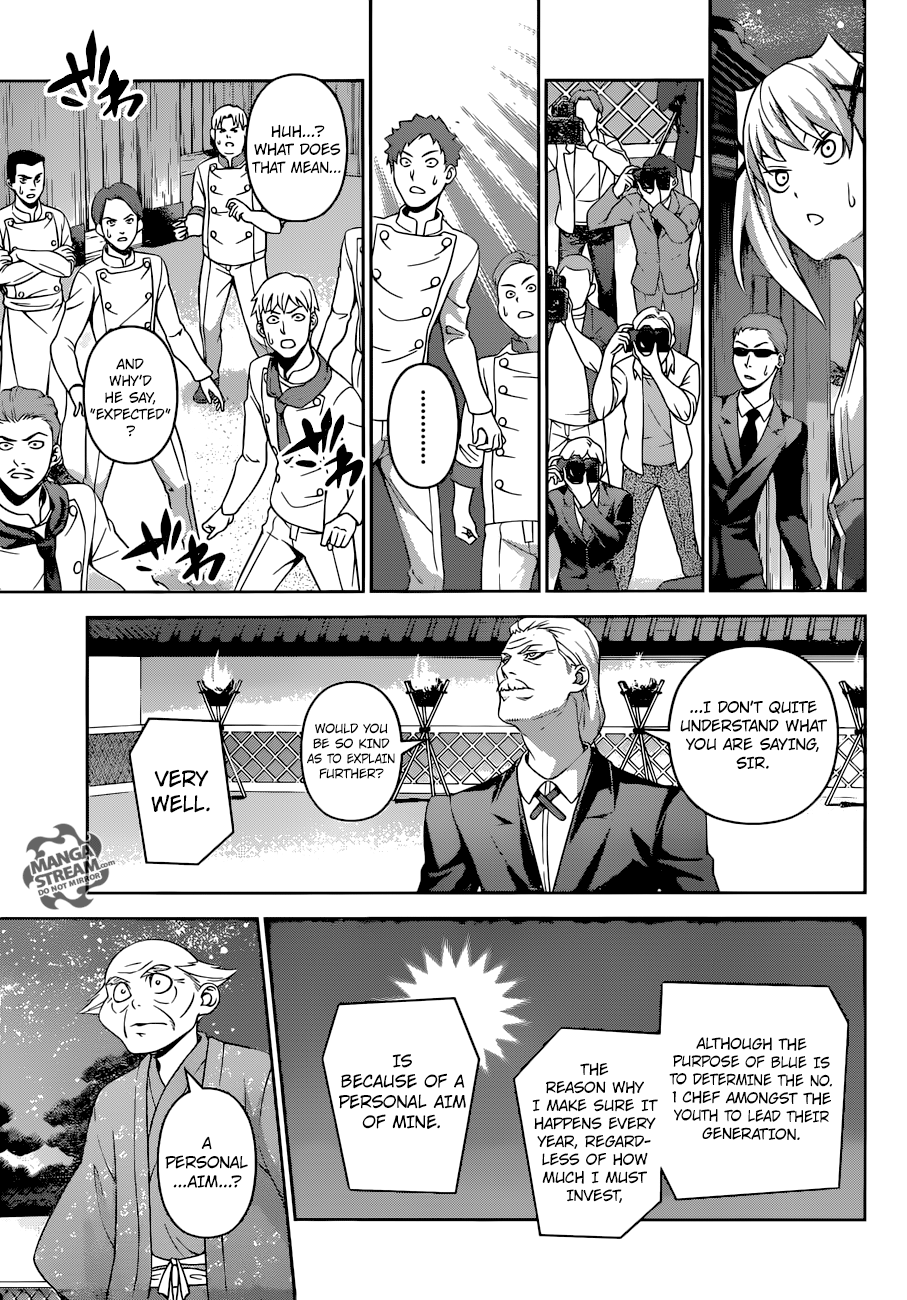 ざわ
HUH...?
WHAT DOES
THAT MEAN...
.........
AND
WHY'D
HE SAY,
"EXPECTED"
?
ざわ
ざわ
...I DON'T QUITE
UNDERSTAND WHAT
YOU ARE SAYING,
SIR.
WOULD YOU
BE SO KIND
AS TO EXPLAIN
FURTHER?
VERY
WELL.
MANGA
STREAM.com
DO NOT MIRROR
ALTHOUGH THE
PURPOSE OF BLUE IS
TO DETERMINE THE NO.
1 CHEF AMONGST THE
YOUTH TO LEAD THEIR
GENERATION.
THE
REASON WHY
I MAKE SURE IT
HAPPENS EVERY
YEAR, REGARD-
LESS OF HOW
MUCH I MUST
INVEST,
IS
BECAUSE OF A
PERSONAL AIM
OF MINE.
A
PERSONAL
...AIM...?